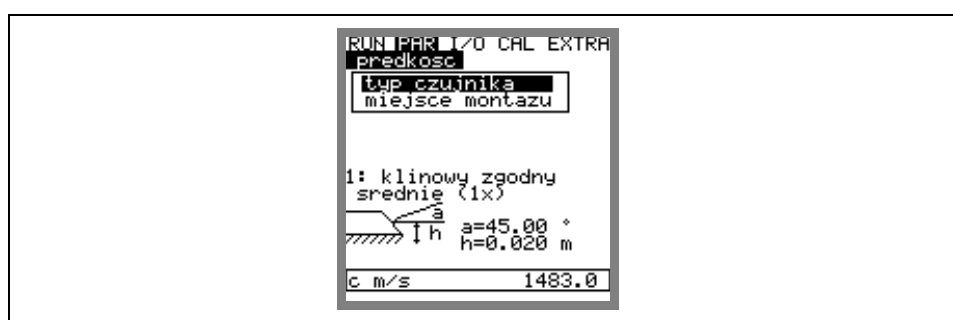 RUN PAR I/O CAL EXTRA
predkosc
typ czujnika
miejsce montazu
1: klinowy zgodny
srednie (1x)
a
h
a=45.00 °
h=0.020 m
c m/s 1483.0